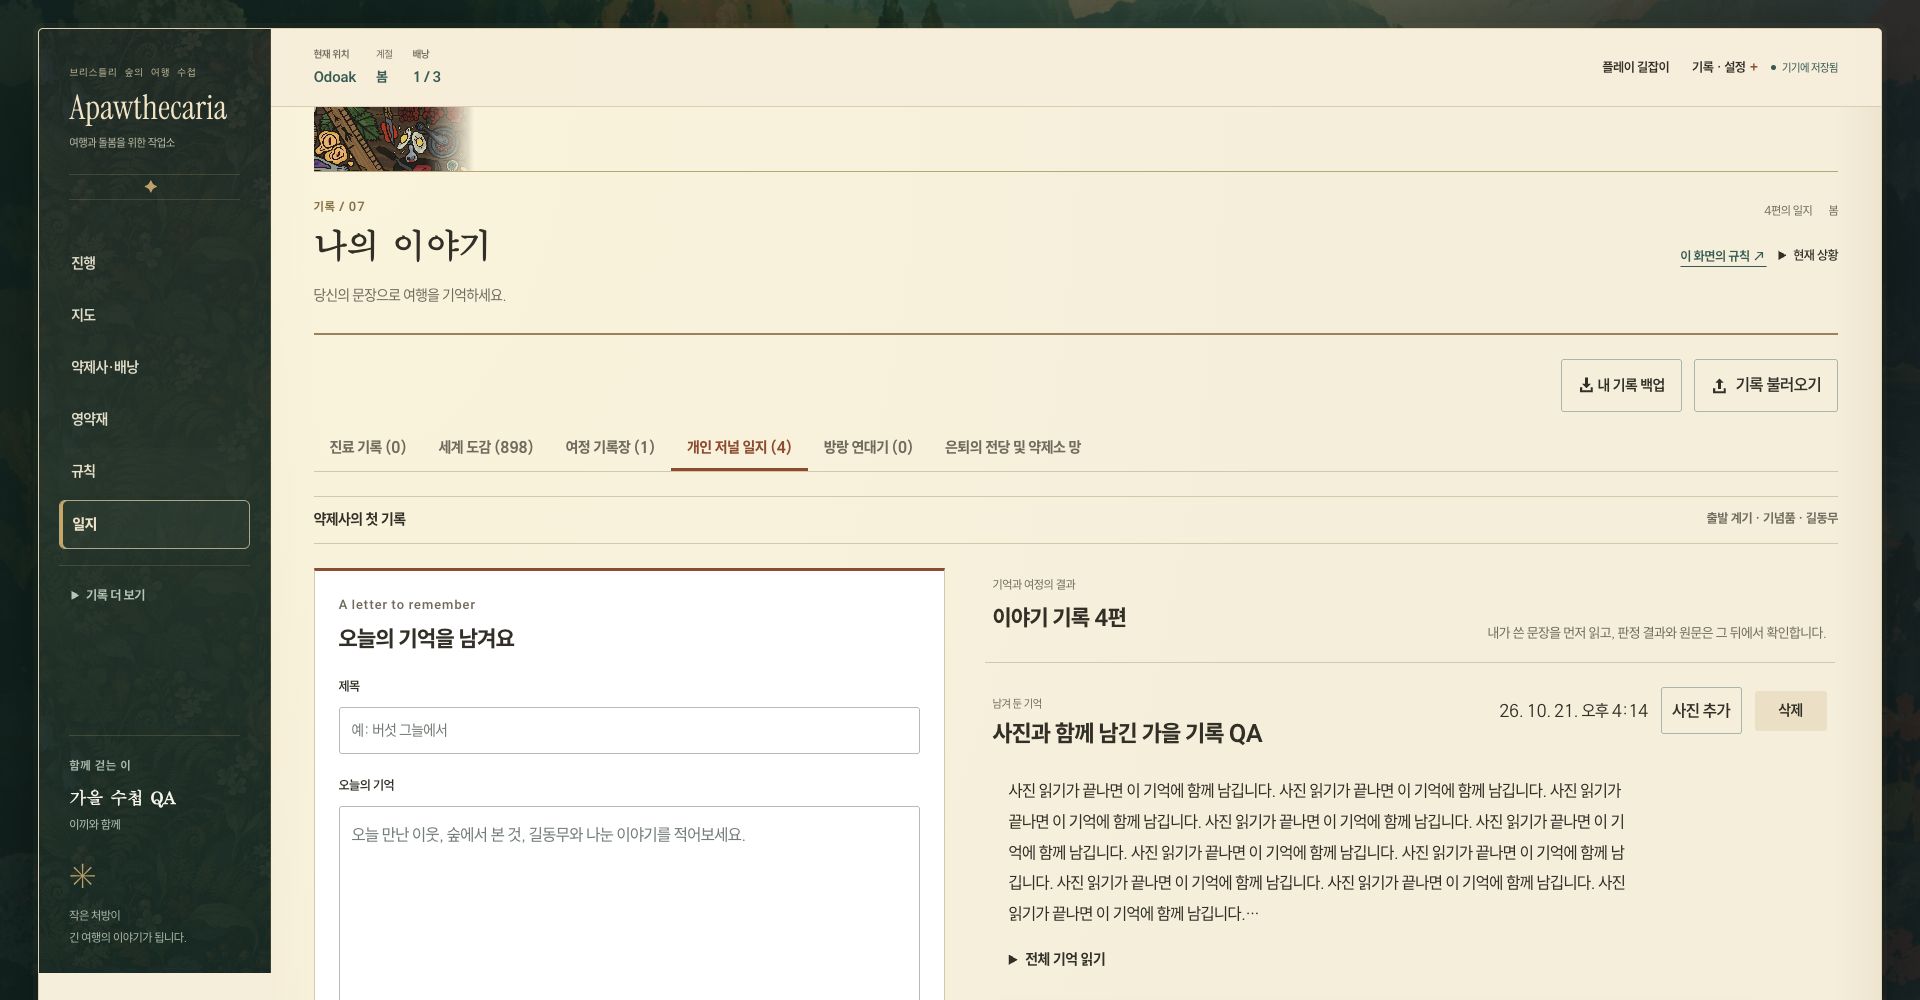 브리스틀리 숲의 여행 수첩
Apawthecaria
여행과 돌봄을 위한 작업소
진행
지도
약제사·배낭
영약재
규칙
일지
▶ 기록 더 보기
함께 걷는 이
가을 수첩 QA
이끼와 함께
작은 처방이
긴 여행의 이야기가 됩니다.
현재 위치 계절 배낭
Odoak 봄 1 / 3
플레이 길잡이 기록 · 설정 + 기기에 저장됨
기록 / 07
나의 이야기
당신의 문장으로 여행을 기억하세요.
4편의 일지 봄
이 화면의 규칙 ↗ ▶ 현재 상황
내 기록 백업 기록 불러오기
진료 기록 (0) 세계 도감 (898) 여정 기록장 (1) 개인 저널 일지 (4) 방랑 연대기 (0) 은퇴의 전당 및 약제소 망
약제사의 첫 기록 출발 계기 · 기념품 · 길동무
A letter to remember
오늘의 기억을 남겨요
제목
예: 버섯 그늘에서
오늘의 기억
오늘 만난 이웃, 숲에서 본 것, 길동무와 나눈 이야기를 적어보세요.
기억과 여정의 결과
이야기 기록 4편
내가 쓴 문장을 먼저 읽고, 판정 결과와 원문은 그 뒤에서 확인합니다.
남겨 둔 기억
사진과 함께 남긴 가을 기록 QA
26. 10. 21. 오후 4:14 사진 추가 삭제
사진 읽기가 끝나면 이 기억에 함께 남깁니다. 사진 읽기가 끝나면 이 기억에 함께 남깁니다. 사진 읽기가
끝나면 이 기억에 함께 남깁니다. 사진 읽기가 끝나면 이 기억에 함께 남깁니다. 사진 읽기가 끝나면 이 기
억에 함께 남깁니다. 사진 읽기가 끝나면 이 기억에 함께 남깁니다. 사진 읽기가 끝나면 이 기억에 함께 남
깁니다. 사진 읽기가 끝나면 이 기억에 함께 남깁니다. 사진 읽기가 끝나면 이 기억에 함께 남깁니다. 사진
읽기가 끝나면 이 기억에 함께 남깁니다.…
▶ 전체 기억 읽기